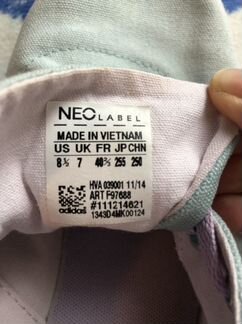 NEO LABEL
MADE IN VIETNAM
US UK FR JP CHN
8½ 7 40⅔ 255 250
HVA 039001 11/14
ART F97688
#111214621
adidas
1343D4MK00124